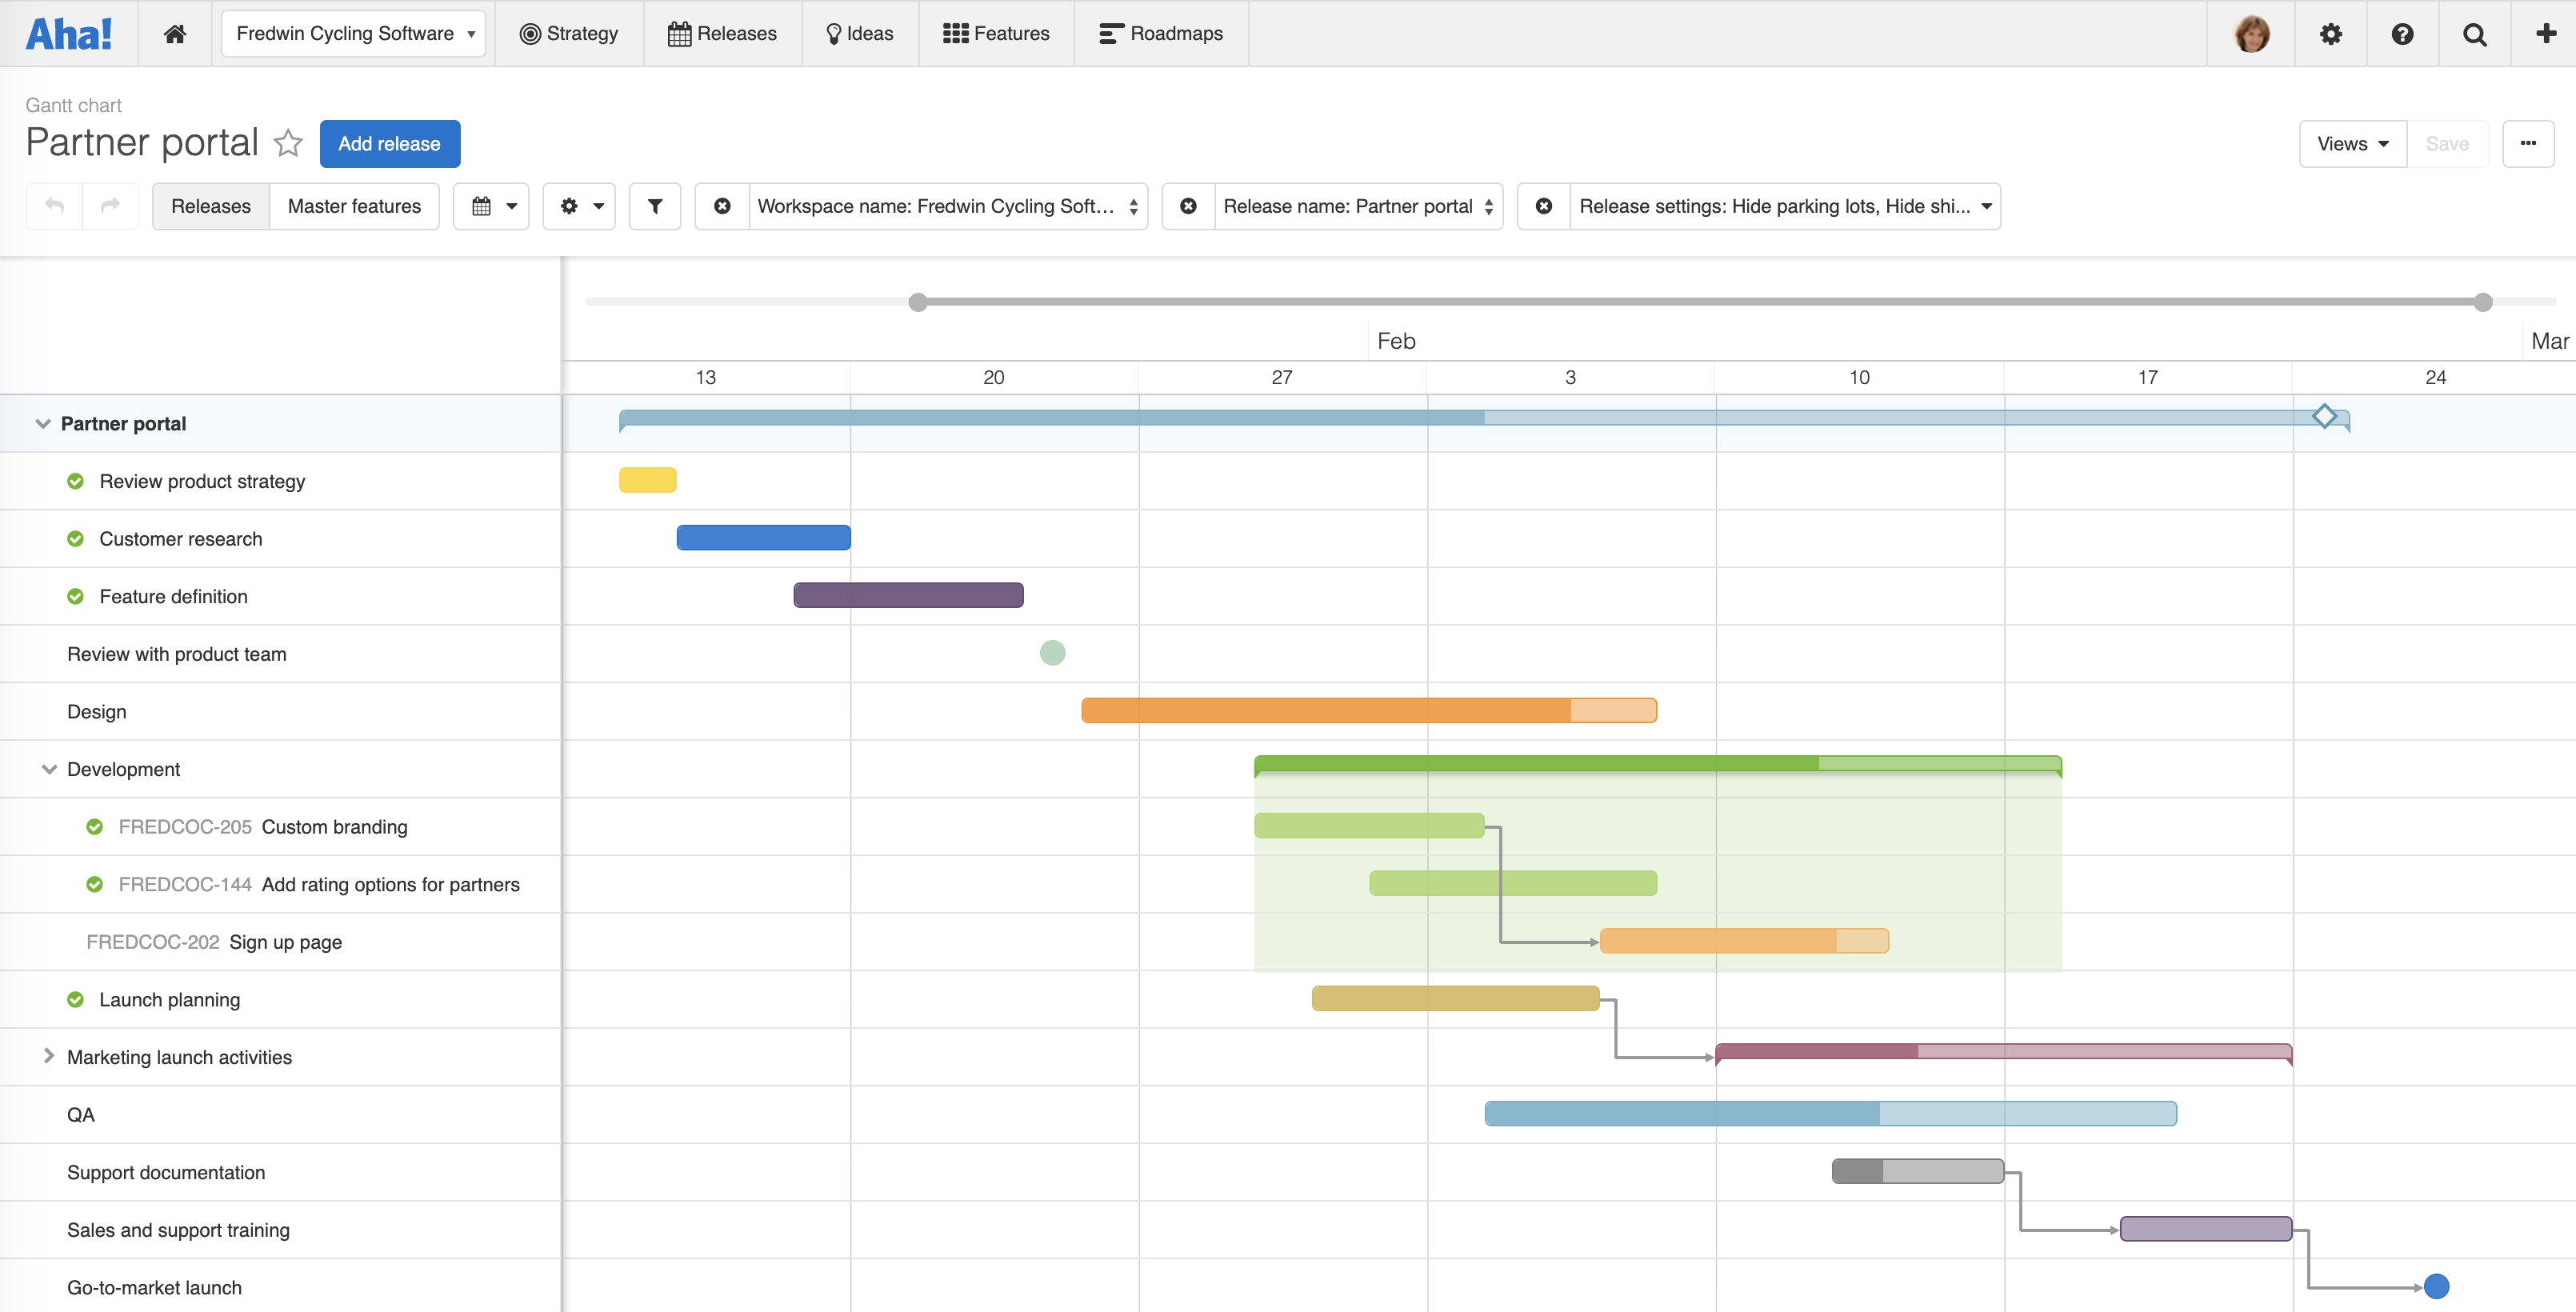 Aha!
Fredwin Cycling Software
Strategy
Releases
Ideas
Features
Roadmaps
Gantt chart
Partner portal
Add release
Views
Save
Releases
Master features
Workspace name: Fredwin Cycling Soft...
Release name: Partner portal
Release settings: Hide parking lots, Hide shi...
Feb
Mar
13
20
27
3
10
17
24
Partner portal
Review product strategy
Customer research
Feature definition
Review with product team
Design
Development
FREDCOC-205 Custom branding
FREDCOC-144 Add rating options for partners
FREDCOC-202 Sign up page
Launch planning
Marketing launch activities
QA
Support documentation
Sales and support training
Go-to-market launch